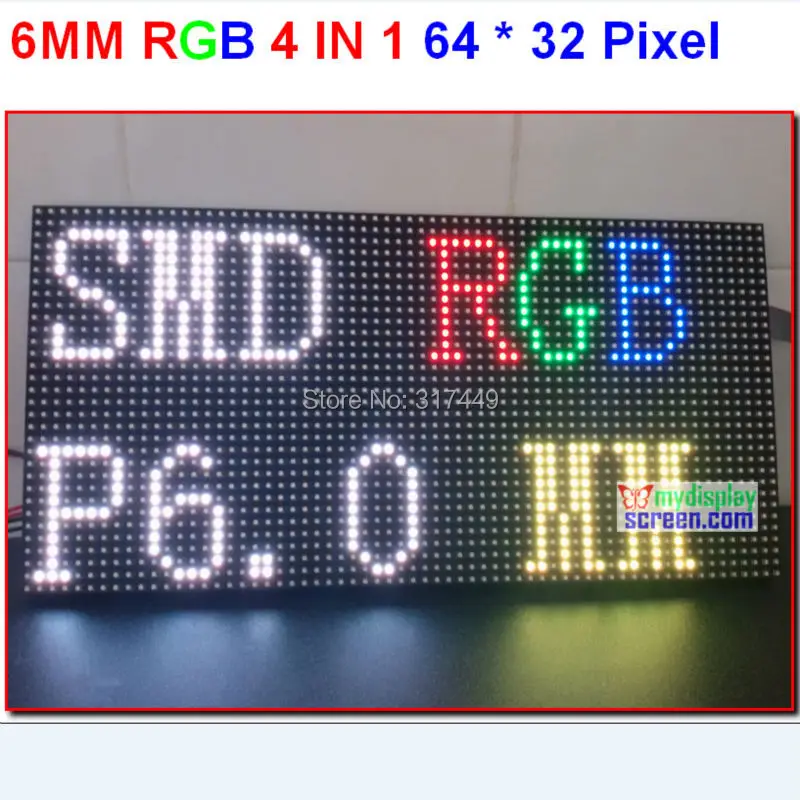 6MM RGB 4 IN 1 64 * 32 Pixel
SMD RGB
Store No: 317449
P6.0 MM
mydisplay
screen.com